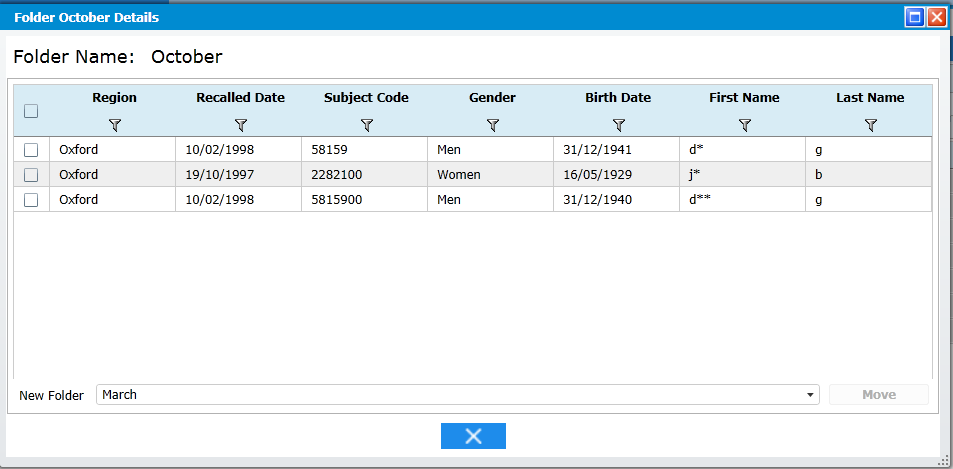 Folder October Details
Folder Name: October
Region Recalled Date Subject Code Gender Birth Date First Name Last Name
Oxford 10/02/1998 58159 Men 31/12/1941 d* g
Oxford 19/10/1997 2282100 Women 16/05/1929 j* b
Oxford 10/02/1998 5815900 Men 31/12/1940 d** g
New Folder March Move